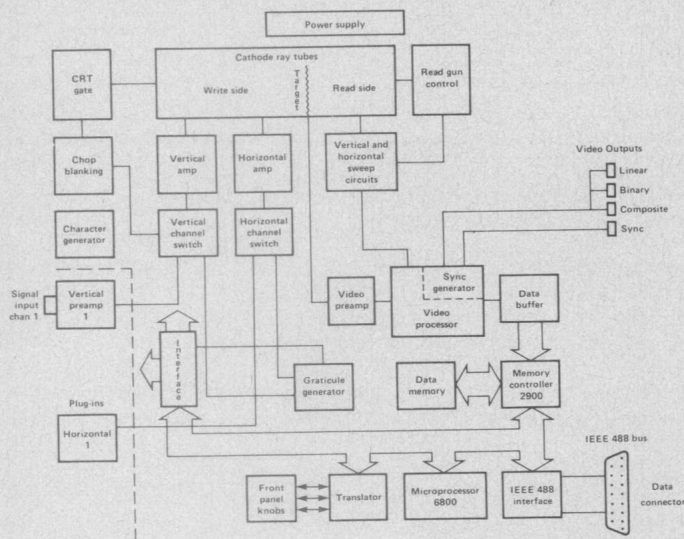 Power supply
Cathode ray tubes
CRT
gate
Write side
Target
Read side
Read gun
control
Chop
blanking
Vertical
amp
Horizontal
amp
Vertical and
horizontal
sweep
circuits
Video Outputs
Linear
Binary
Composite
Sync
Character
generator
Vertical
channel
switch
Horizontal
channel
switch
Signal
input
chan 1
Vertical
preamp
1
Video
preamp
Sync
generator
Video
processor
Data
buffer
Interface
Graticule
generator
Data
memory
Memory
controller
2900
Plug-ins
Horizontal
1
IEEE 488 bus
Front
panel
knobs
Translator
Microprocessor
6800
IEEE 488
interface
Data
connector